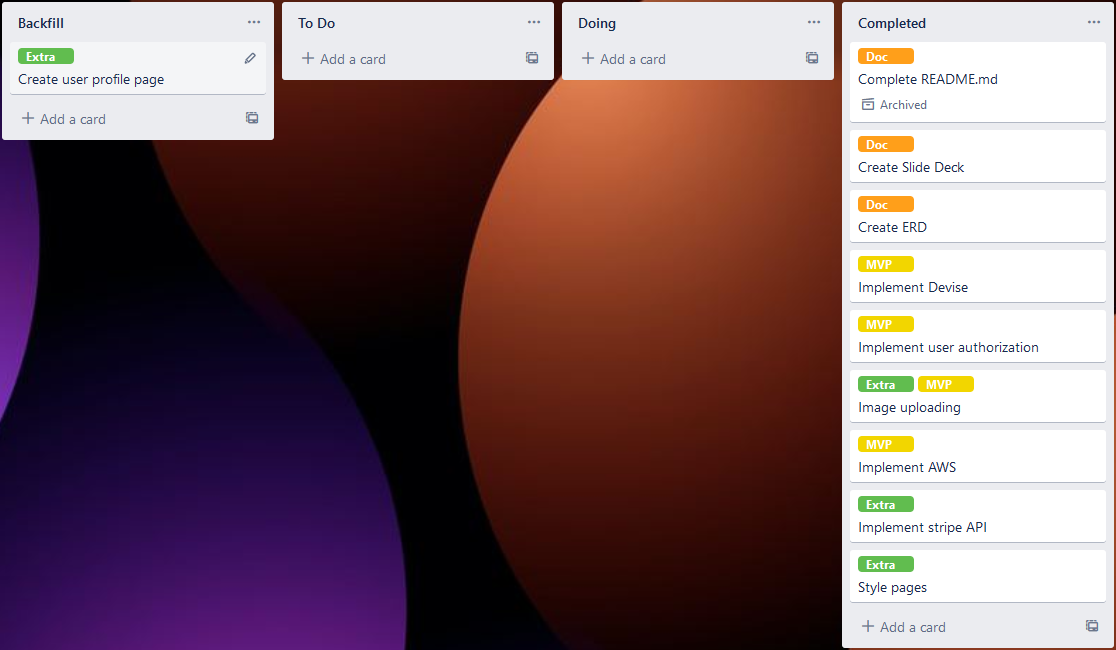 Backfill
Extra
Create user profile page
Add a card
To Do
Add a card
Doing
Add a card
Completed
Doc
Complete README.md
Archived
Doc
Create Slide Deck
Doc
Create ERD
MVP
Implement Devise
MVP
Implement user authorization
Extra MVP
Image uploading
MVP
Implement AWS
Extra
Implement stripe API
Extra
Style pages
Add a card